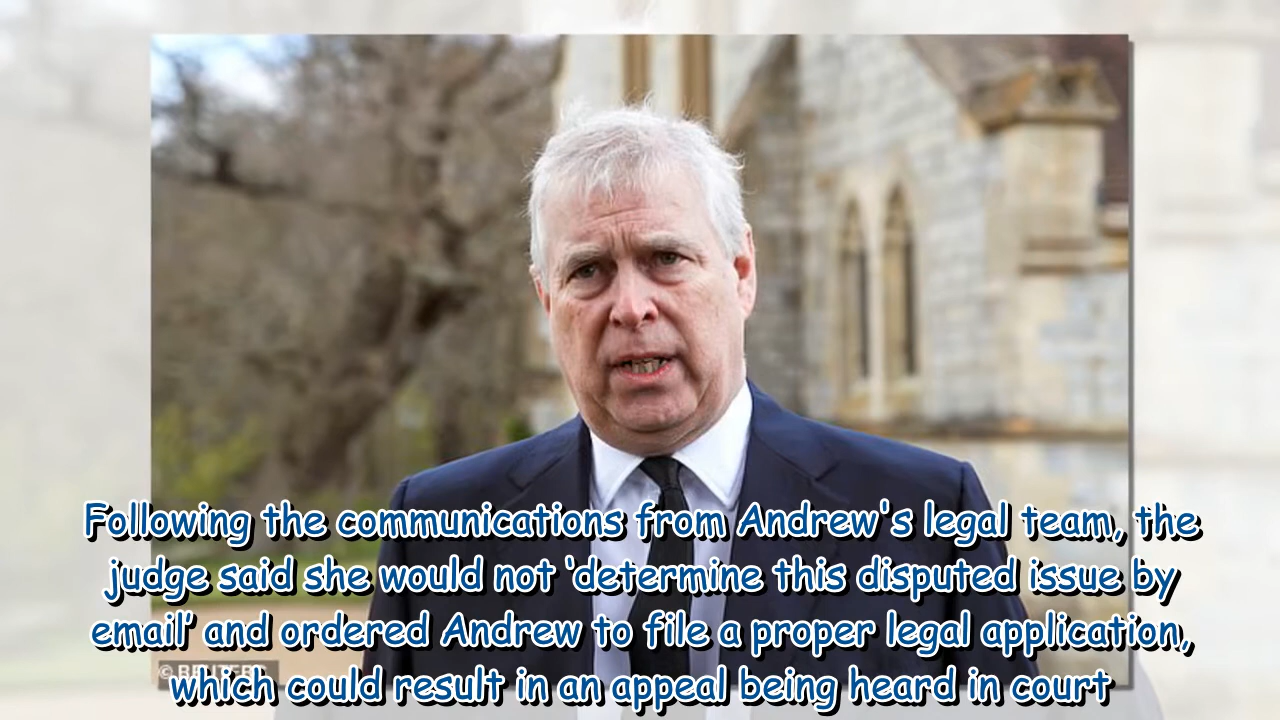 Following the communications from Andrew's legal team, the
judge said she would not ‘determine this disputed issue by
email’ and ordered Andrew to file a proper legal application,
© REUTERS
which could result in an appeal being heard in court